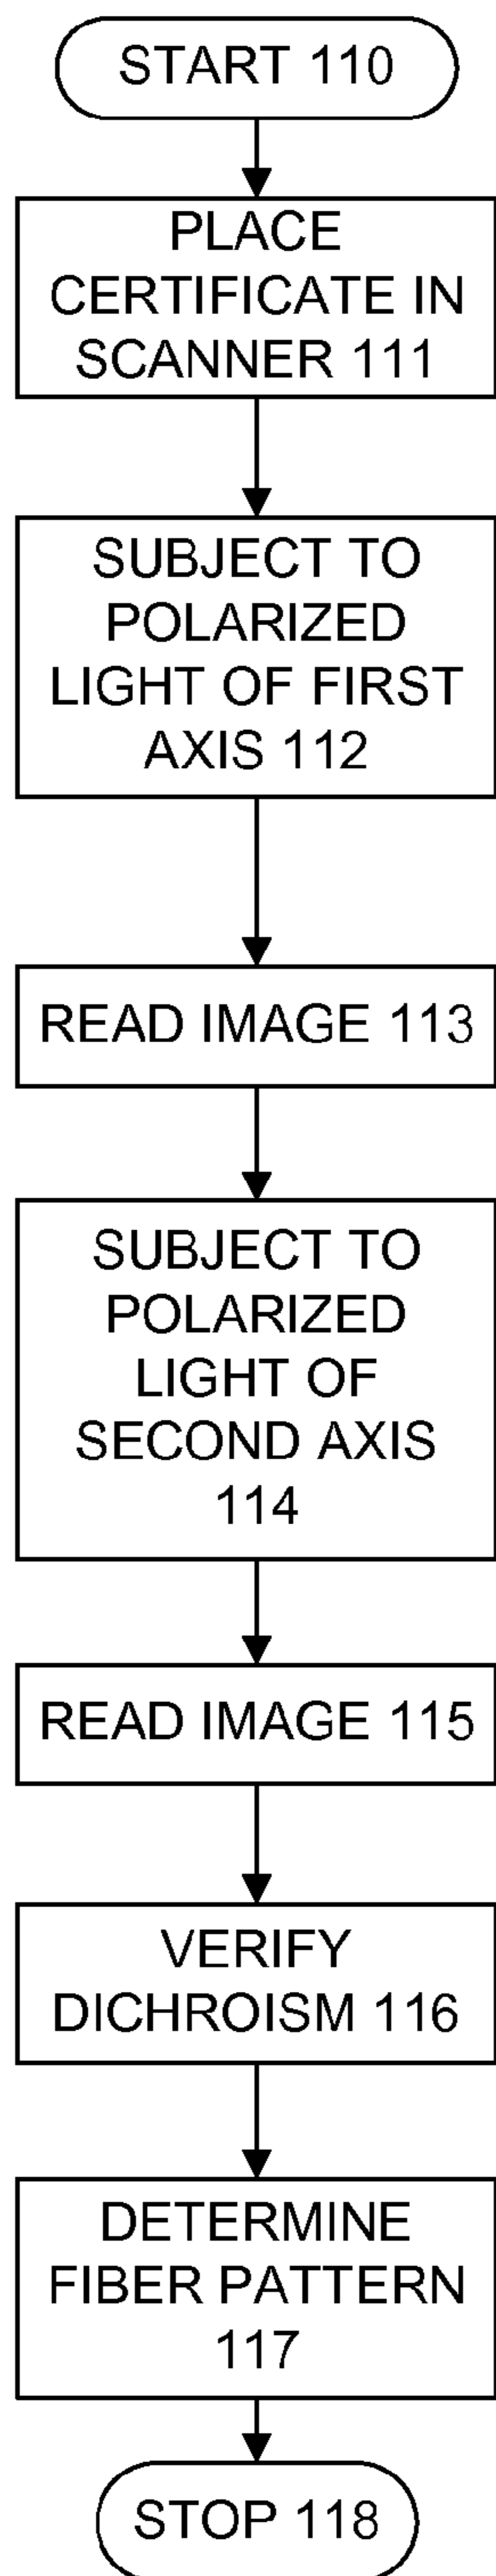 START 110
PLACE
CERTIFICATE IN
SCANNER 111
SUBJECT TO
POLARIZED
LIGHT OF FIRST
AXIS 112
READ IMAGE 113
SUBJECT TO
POLARIZED
LIGHT OF
SECOND AXIS
114
READ IMAGE 115
VERIFY
DICHROISM 116
DETERMINE
FIBER PATTERN
117
STOP 118